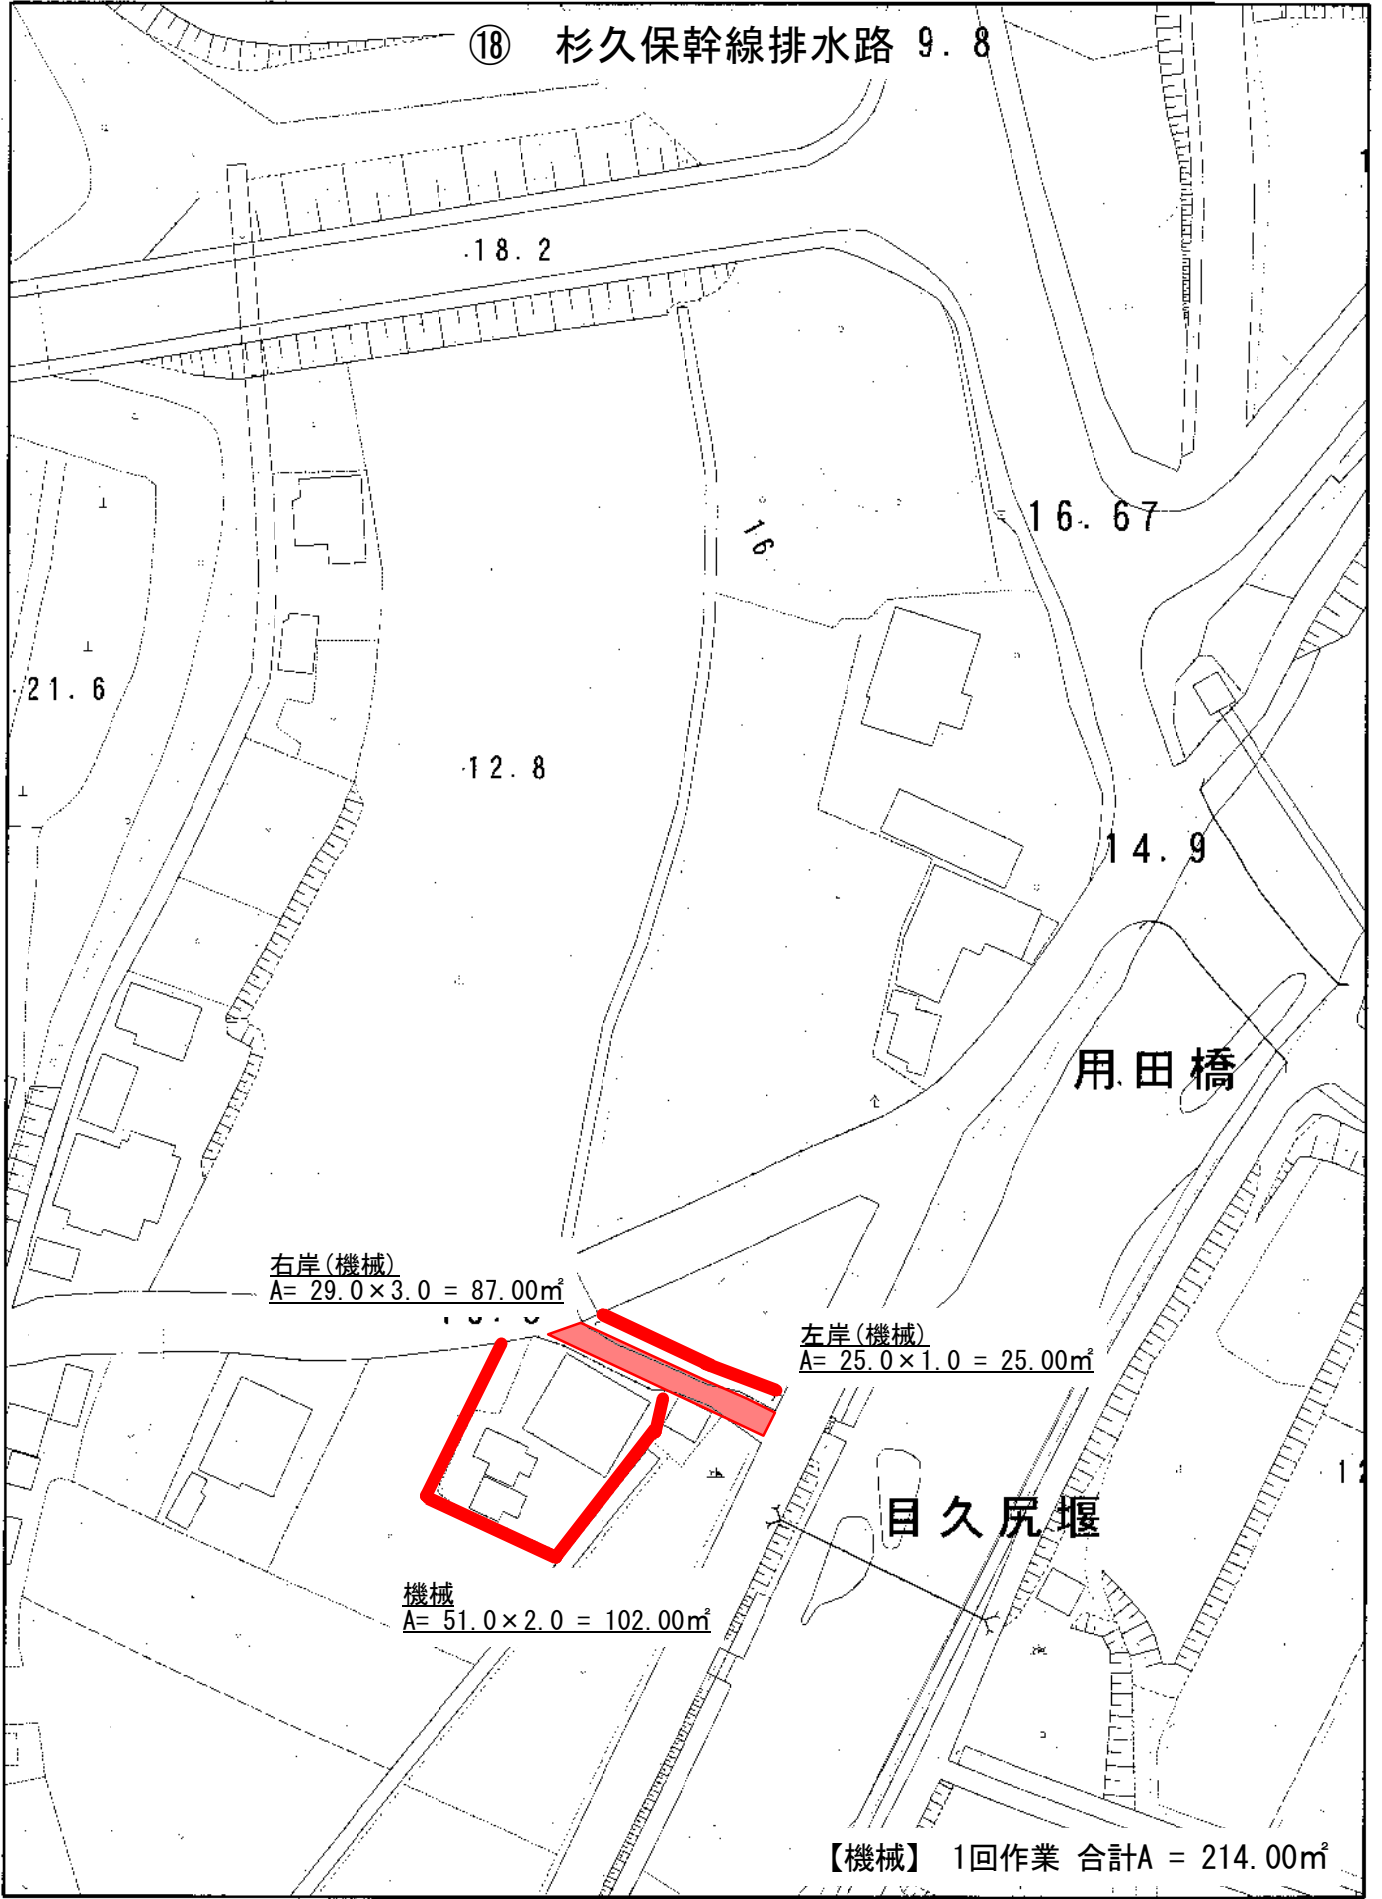 ⑱ 杉久保幹線排水路 9.8
18.2
16.67
16
21.6
12.8
14.9
用田橋
右岸(機械)
A= 29.0×3.0 = 87.00㎡
左岸(機械)
A= 25.0×1.0 = 25.00㎡
目久尻堰
機械
A= 51.0×2.0 = 102.00㎡
【機械】 1回作業 合計A = 214.00㎡